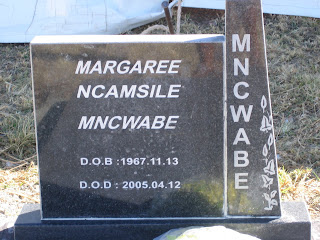 MARGAREE
NCAMSILE
MNCWABE
D.O.B : 1967.11.13
D.O.D : 2005.04.12
MNCWABE